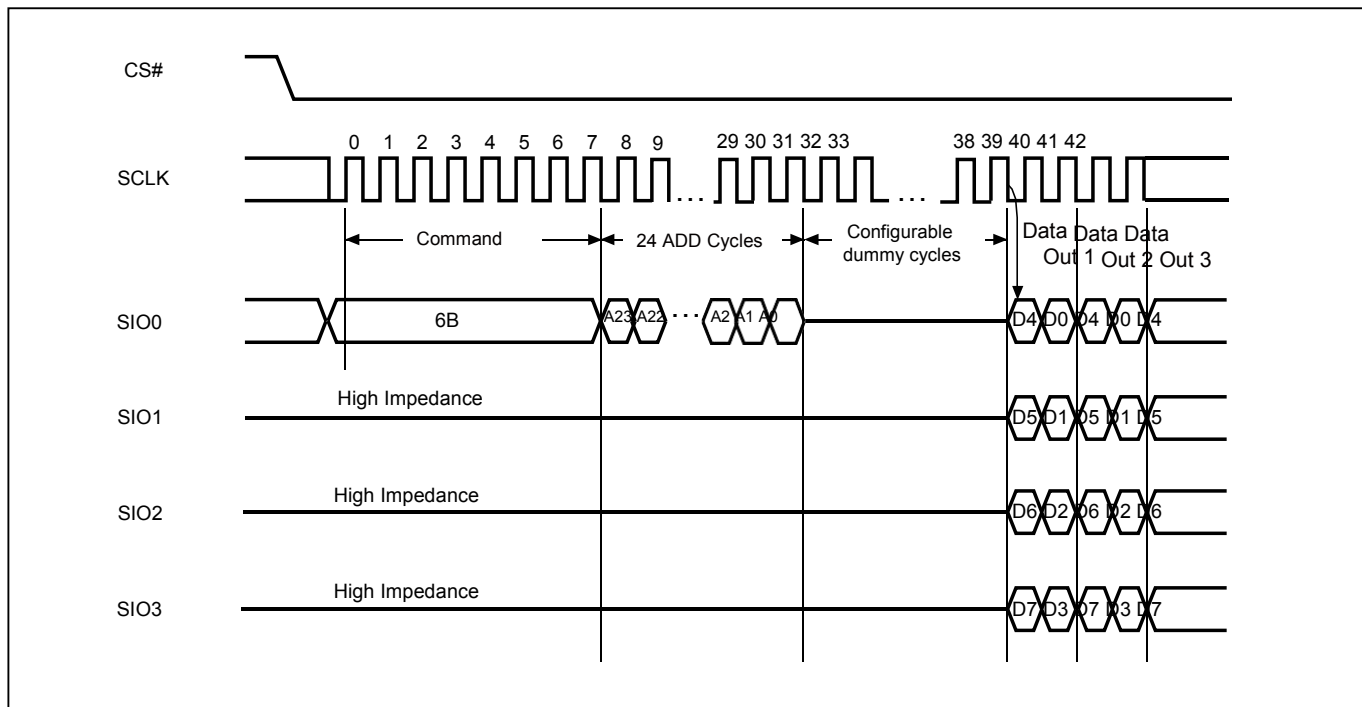 CS#
0 1 2 3 4 5 6 7 8 9 29 30 31 32 33 38 39 40 41 42
SCLK
... ...
Command 24 ADD Cycles Configurable dummy cycles Data Out 1 Data Out 2 Data Out 3
SIO0 6B A23 A22 ... A2 A1 A0 D4 D0 D4 D0 D4
High Impedance
SIO1 D5 D1 D5 D1 D5
High Impedance
SIO2 D6 D2 D6 D2 D6
High Impedance
SIO3 D7 D3 D7 D3 D7